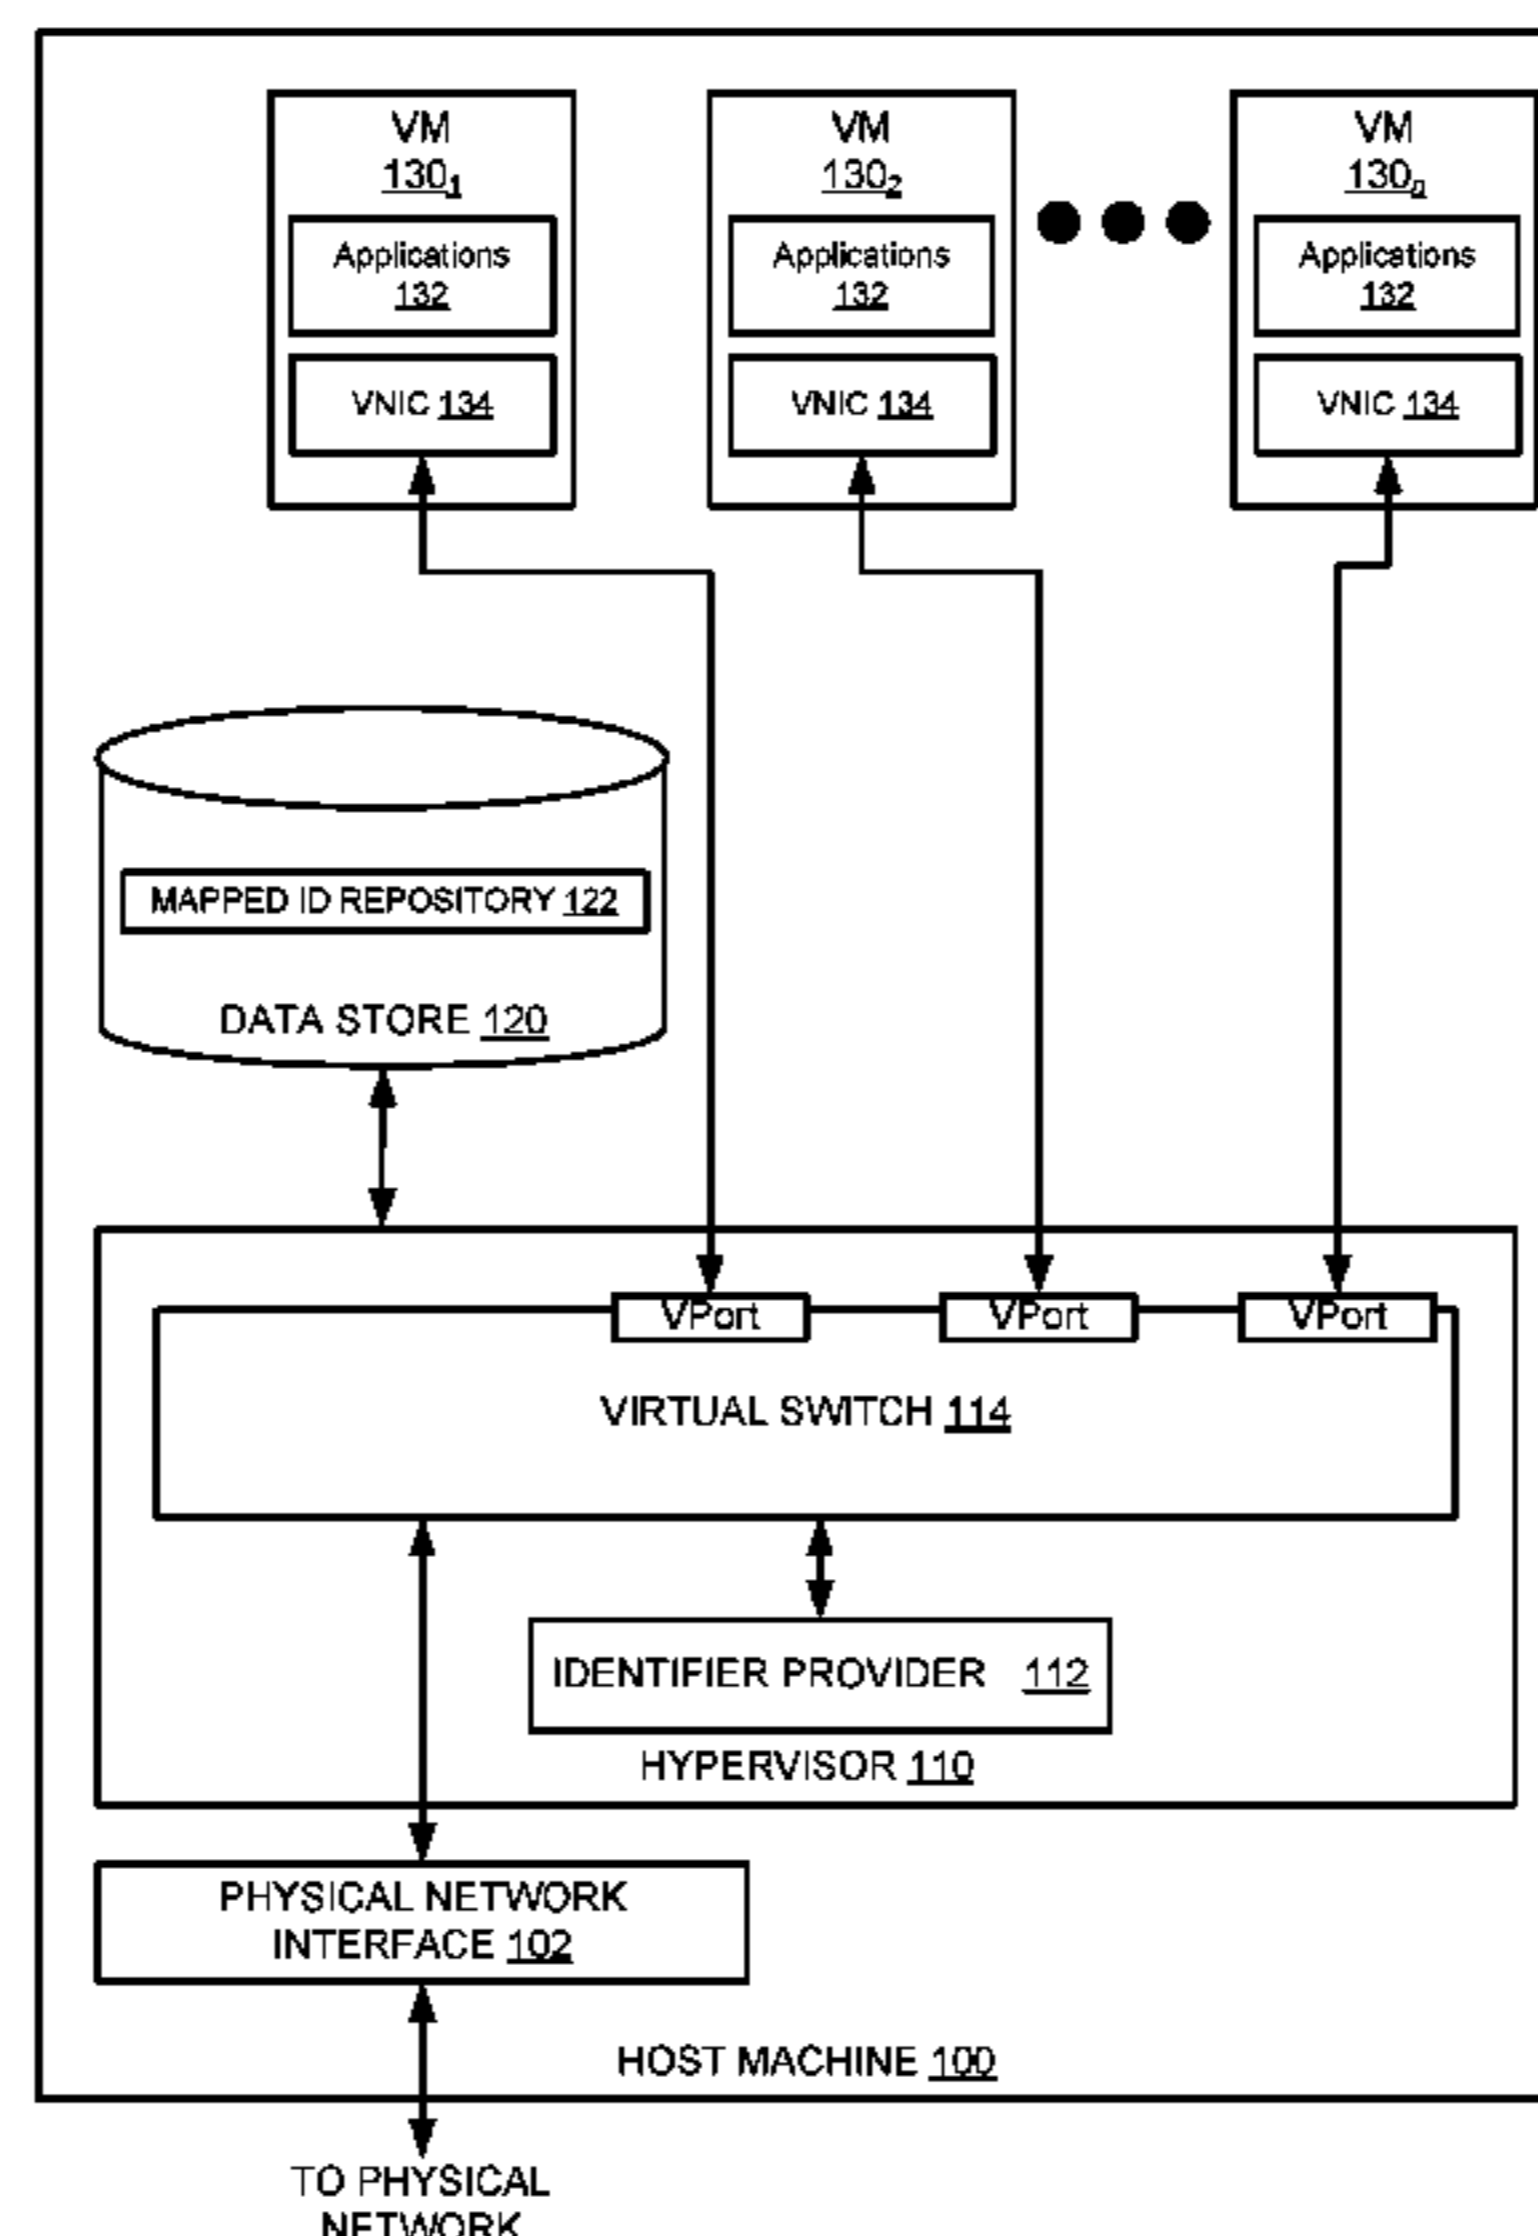 VM
130₁
Applications
132
VNIC 134
VM
130₂
Applications
132
VNIC 134
VM
130ₙ
Applications
132
VNIC 134
MAPPED ID REPOSITORY 122
DATA STORE 120
VPort
VPort
VPort
VIRTUAL SWITCH 114
IDENTIFIER PROVIDER 112
HYPERVISOR 110
PHYSICAL NETWORK
INTERFACE 102
HOST MACHINE 100
TO PHYSICAL
NETWORK